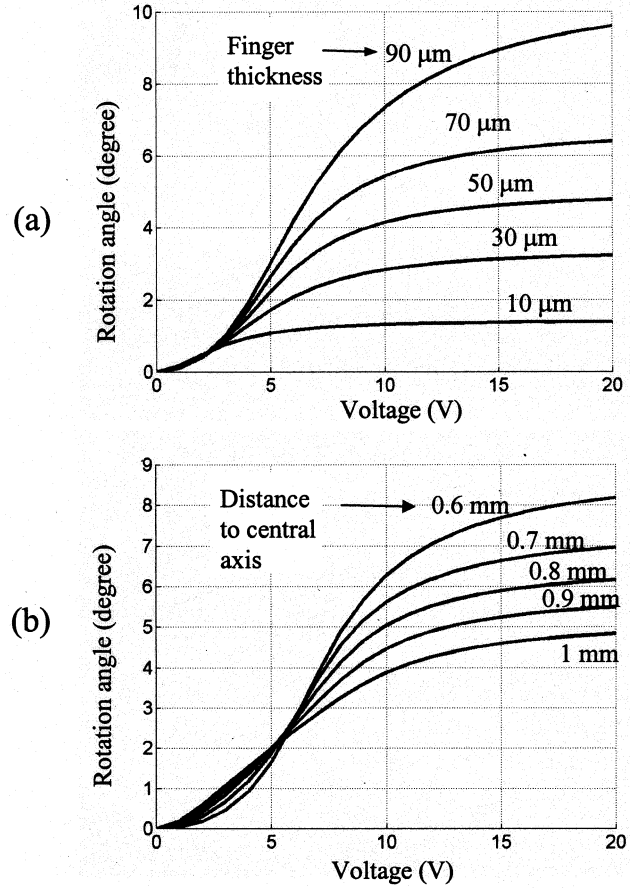 (a)
Rotation angle (degree)
10
8
6
4
2
0
Finger
thickness
90 μm
70 μm
50 μm
30 μm
10 μm
0 5 10 15 20
Voltage (V)
(b)
Rotation angle (degree)
9
8
7
6
5
4
3
2
1
0
Distance
to central
axis
0.6 mm
0.7 mm
0.8 mm
0.9 mm
1 mm
0 5 10 15 20
Voltage (V)